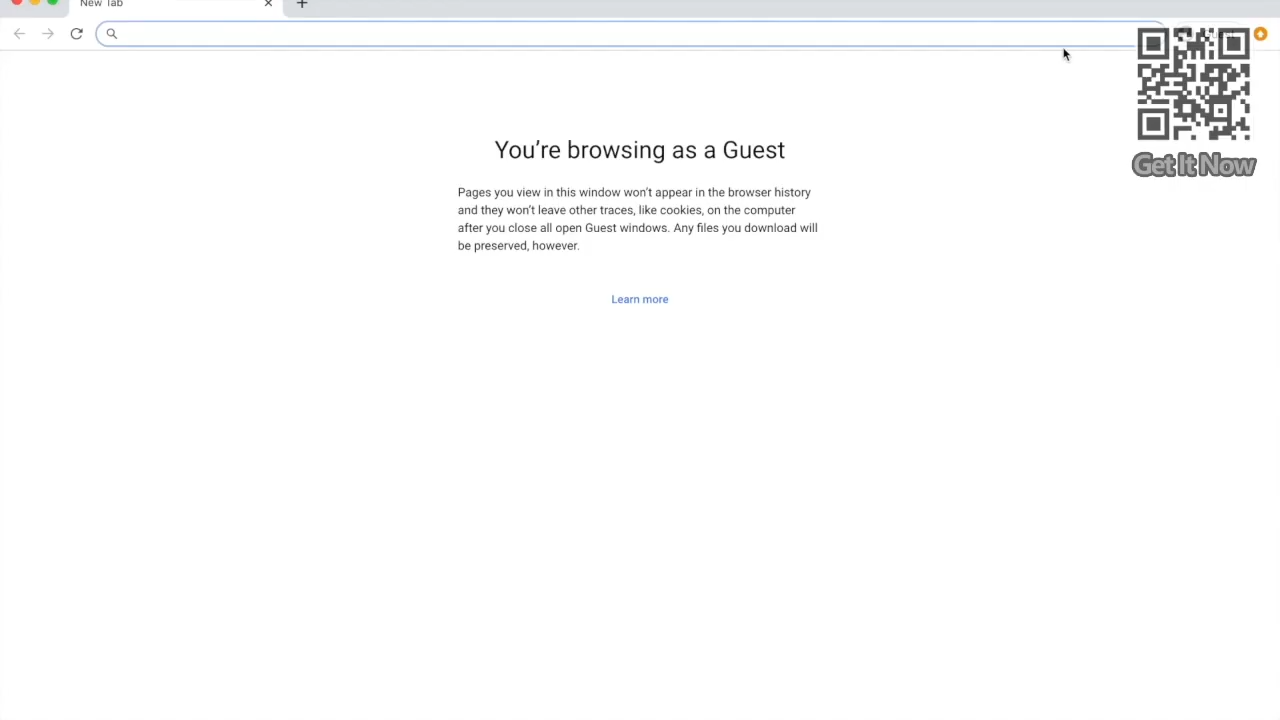 New Tab
You're browsing as a Guest
Pages you view in this window won't appear in the browser history
and they won't leave other traces, like cookies, on the computer
after you close all open Guest windows. Any files you download will
be preserved, however.
Learn more
Get It Now